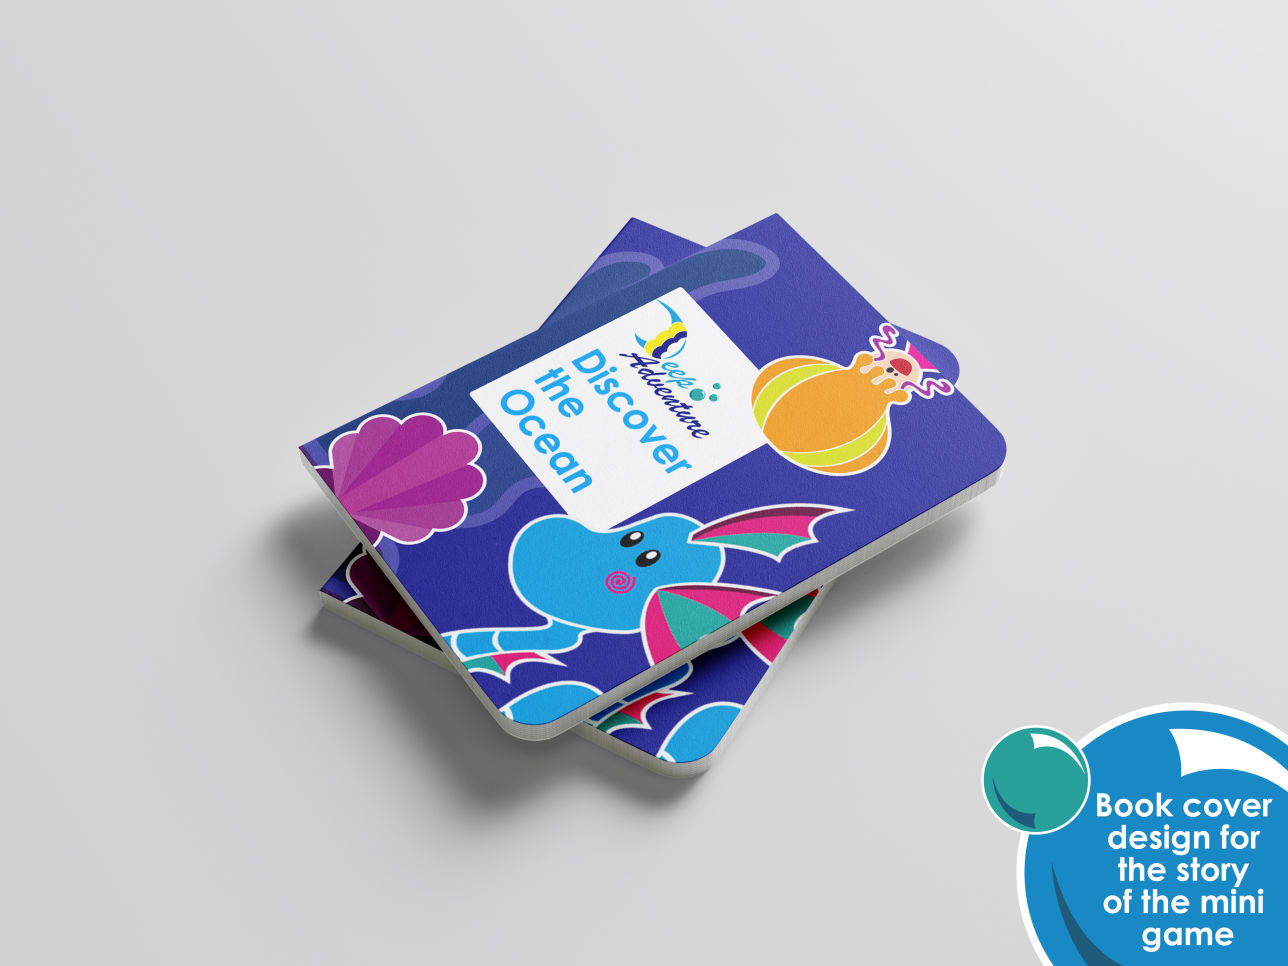 Deep
Adventure
Discover
the
Ocean
Book cover
design for
the story
of the mini
game